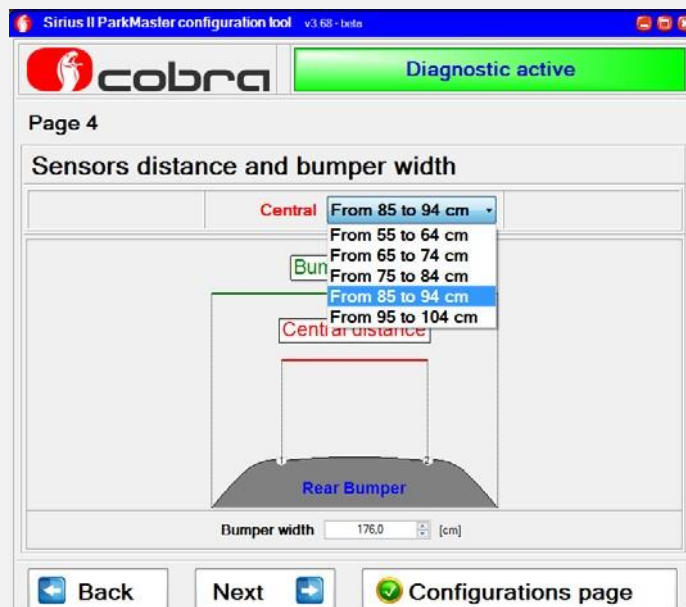 Sirius II ParkMaster configuration tool v3.68 - beta
cobra
Diagnostic active
Page 4
Sensors distance and bumper width
Central From 85 to 94 cm
From 55 to 64 cm
From 65 to 74 cm
From 75 to 84 cm
From 85 to 94 cm
From 95 to 104 cm
Bum
Central distance
1 2
Rear Bumper
Bumper width 176,0 [cm]
Back Next Configurations page